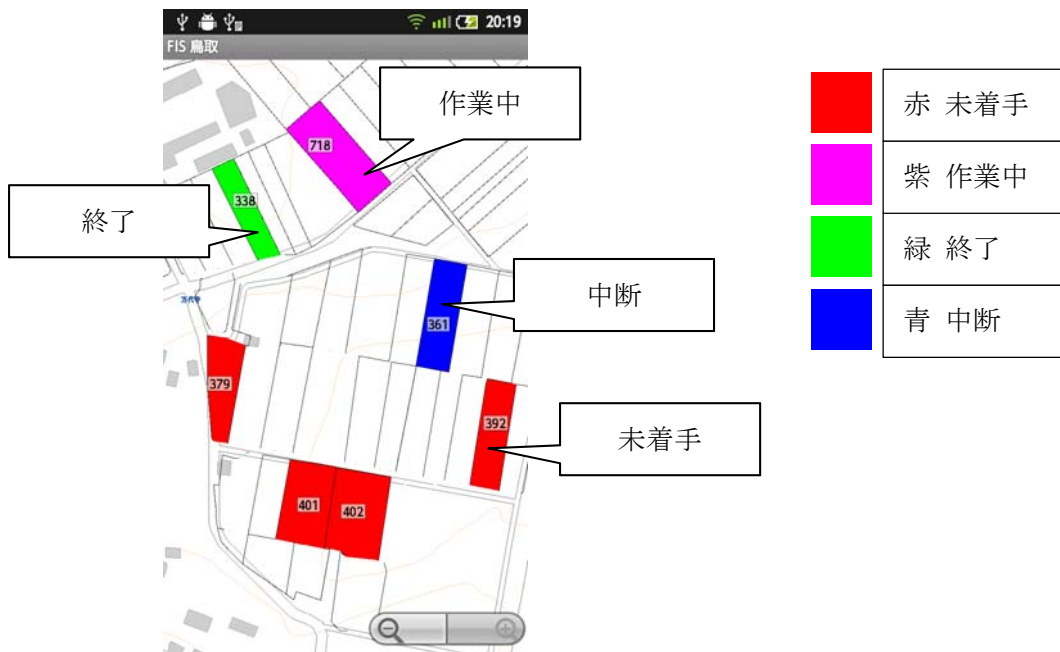 20:19
FIS 鳥取
作業中
718
338
終了
中断
361
379
392
未着手
401
402
赤 未着手
紫 作業中
緑 終了
青 中断